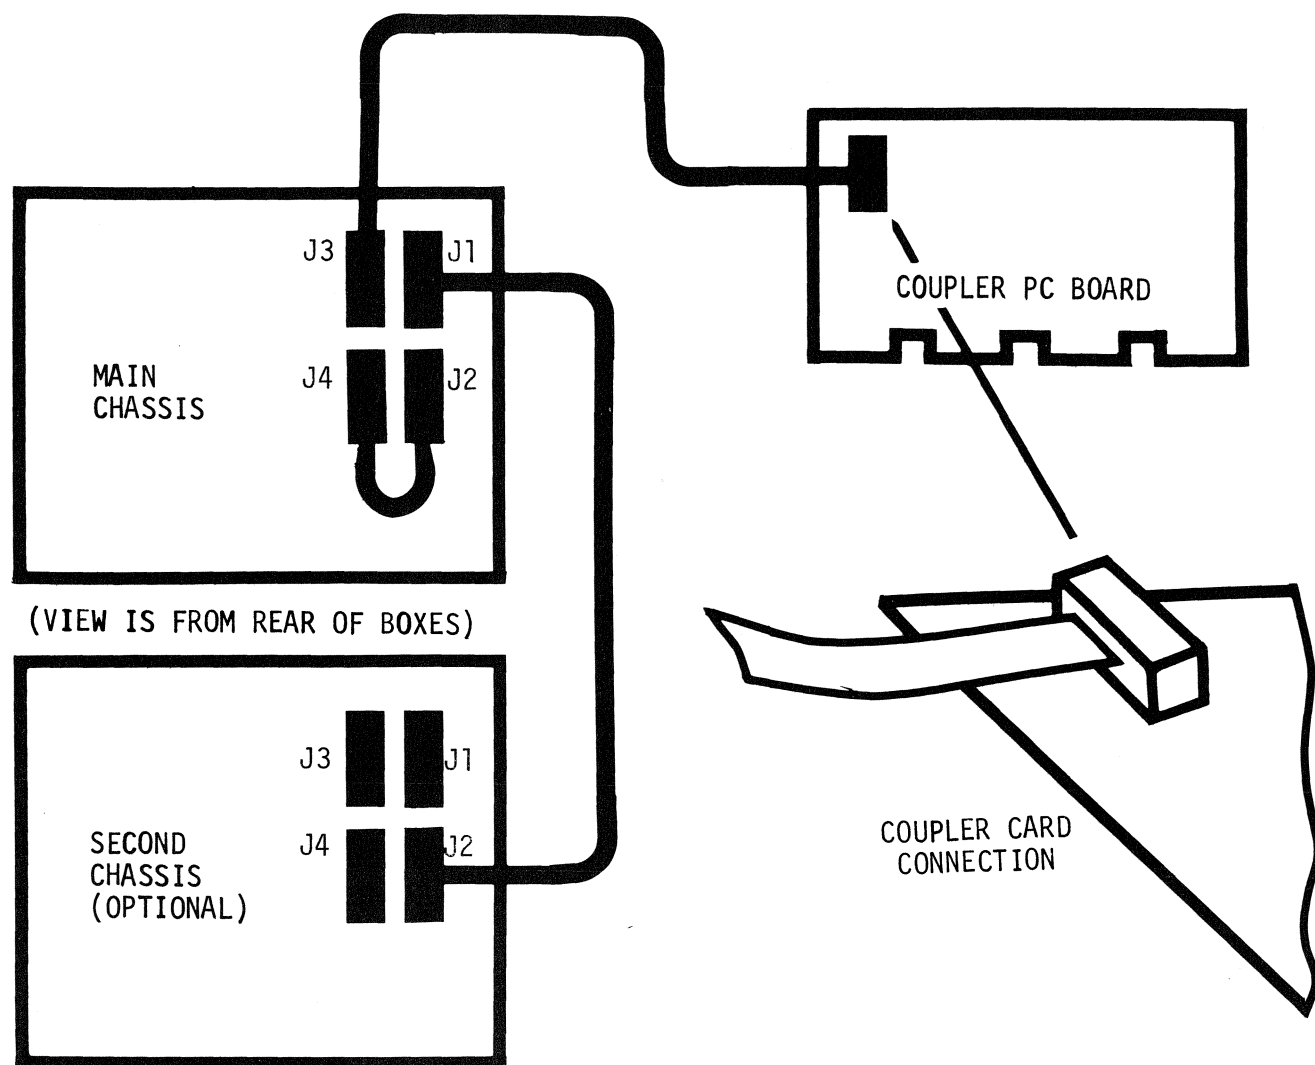 J3
J1
COUPLER PC BOARD
MAIN
CHASSIS
J4
J2
(VIEW IS FROM REAR OF BOXES)
J3
J1
SECOND
CHASSIS
(OPTIONAL)
J4
J2
COUPLER CARD
CONNECTION